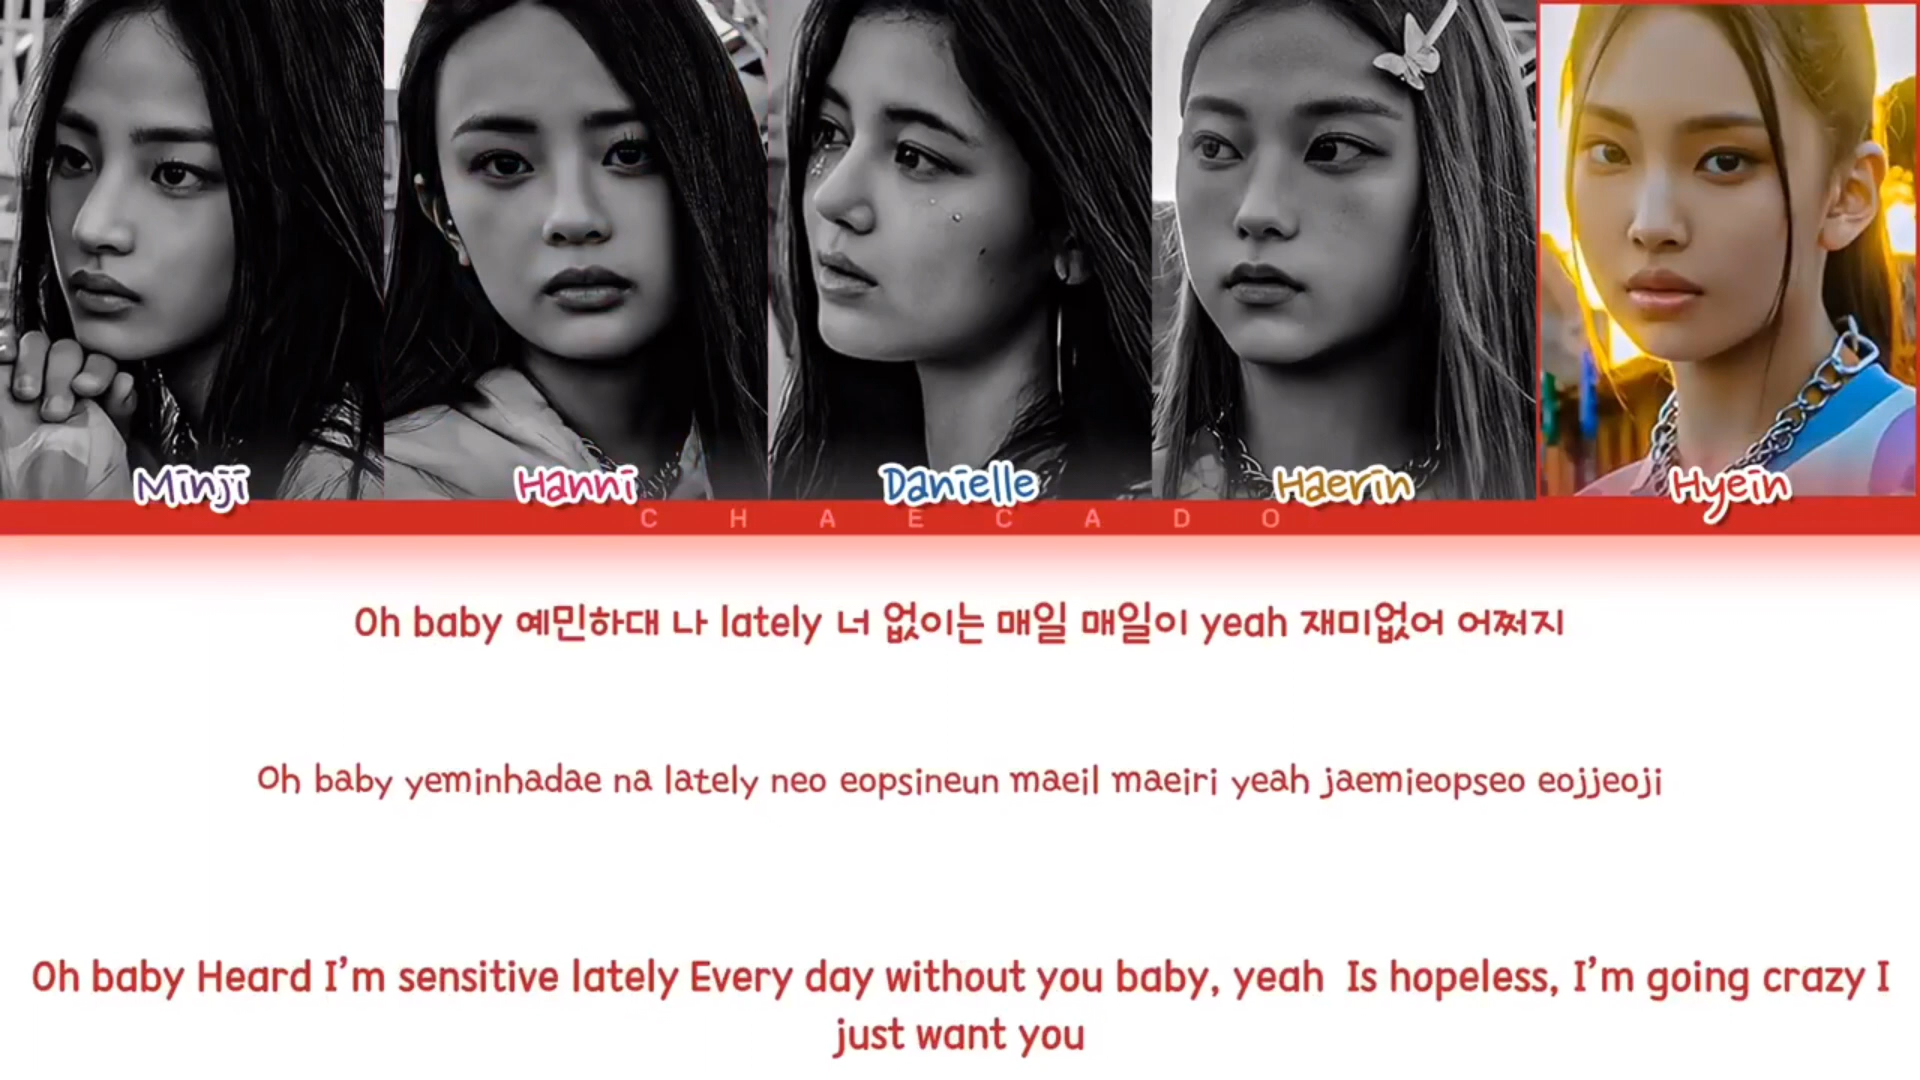 Minji
Hanni
Danielle
Haerin
Hyein
CHAECADO
Oh baby 예민하대 나 lately 너 없이는 매일 매일이 yeah 재미없어 어쩌지
Oh baby yeminhadae na lately neo eopsineun maeil maeiri yeah jaemieopseo eojjeoji
Oh baby Heard I’m sensitive lately Every day without you baby, yeah Is hopeless, I’m going crazy I
just want you